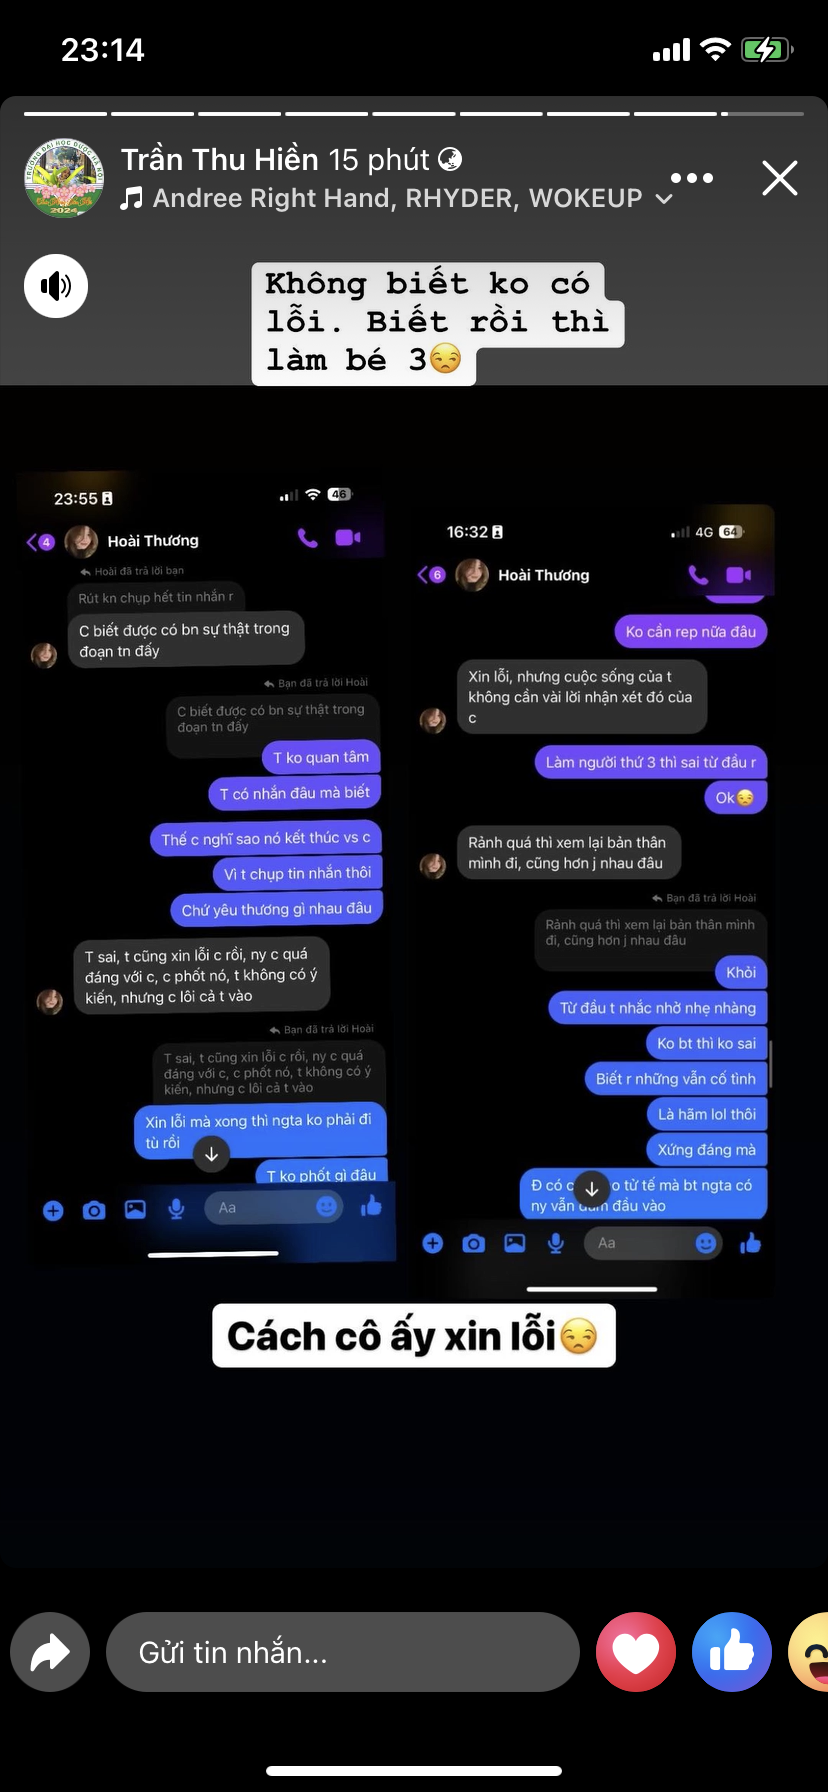 23:14
Trần Thu Hiền 15 phút
Andree Right Hand, RHYDER, WOKEUP
TRƯỜNG ĐẠI HỌC DƯỢC HÀ NỘI
2024
Không biết ko có
lỗi. Biết rồi thì
làm bé 3😒
23:55
46
4
Hoài Thương
Hoài đã trả lời bạn
Rút kn chụp hết tin nhắn r
C biết được có bn sự thật trong
đoạn tn đấy
Bạn đã trả lời Hoài
C biết được có bn sự thật trong
đoạn tn đấy
T ko quan tâm
T có nhắn đâu mà biết
Thế c nghĩ sao nó kết thúc vs c
Vì t chụp tin nhắn thôi
Chứ yêu thương gì nhau đâu
T sai, t cũng xin lỗi c rồi, ny c quá
đáng với c, c phốt nó, t không có ý
kiến, nhưng c lôi cả t vào
Bạn đã trả lời Hoài
T sai, t cũng xin lỗi c rồi, ny c quá
đáng với c, c phốt nó, t không có ý
kiến, nhưng c lôi cả t vào
Xin lỗi mà xong thì ngta ko phải đi
tù rồi
T ko phốt gì đâu
Aa
16:32
4G 64
6
Hoài Thương
Ko cần rep nữa đâu
Xin lỗi, nhưng cuộc sống của t
không cần vài lời nhận xét đó của
c
Làm người thứ 3 thì sai từ đầu r
Ok😒
Rảnh quá thì xem lại bản thân
mình đi, cũng hơn j nhau đâu
Bạn đã trả lời Hoài
Rảnh quá thì xem lại bản thân mình
đi, cũng hơn j nhau đâu
Khỏi
Từ đầu t nhắc nhở nhẹ nhàng
Ko bt thì ko sai
Biết r những vẫn cố tình
Là hãm lol thôi
Xứng đáng mà
Đ có c o tử tế mà bt ngta có
ny vẫn đâm đầu vào
Aa
Cách cô ấy xin lỗi😒
Gửi tin nhắn...